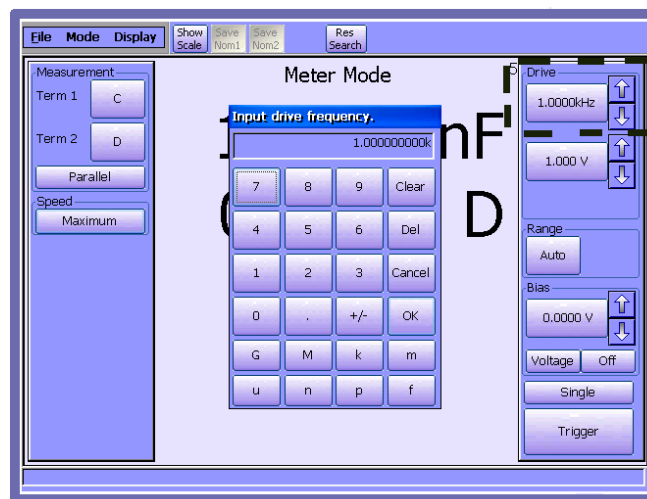 File Mode Display Show Scale Save Nom1 Save Nom2 Res Search
Meter Mode
Measurement
Term 1 C
Term 2 D
Parallel
Speed
Maximum
nF
D
Input drive frequency.
1.000000000k
7 8 9 Clear
4 5 6 Del
1 2 3 Cancel
0 . +/- OK
G M k m
u n p f
5
Drive
1.0000kHz
1.000 V
Range
Auto
Bias
0.0000 V
Voltage Off
Single
Trigger